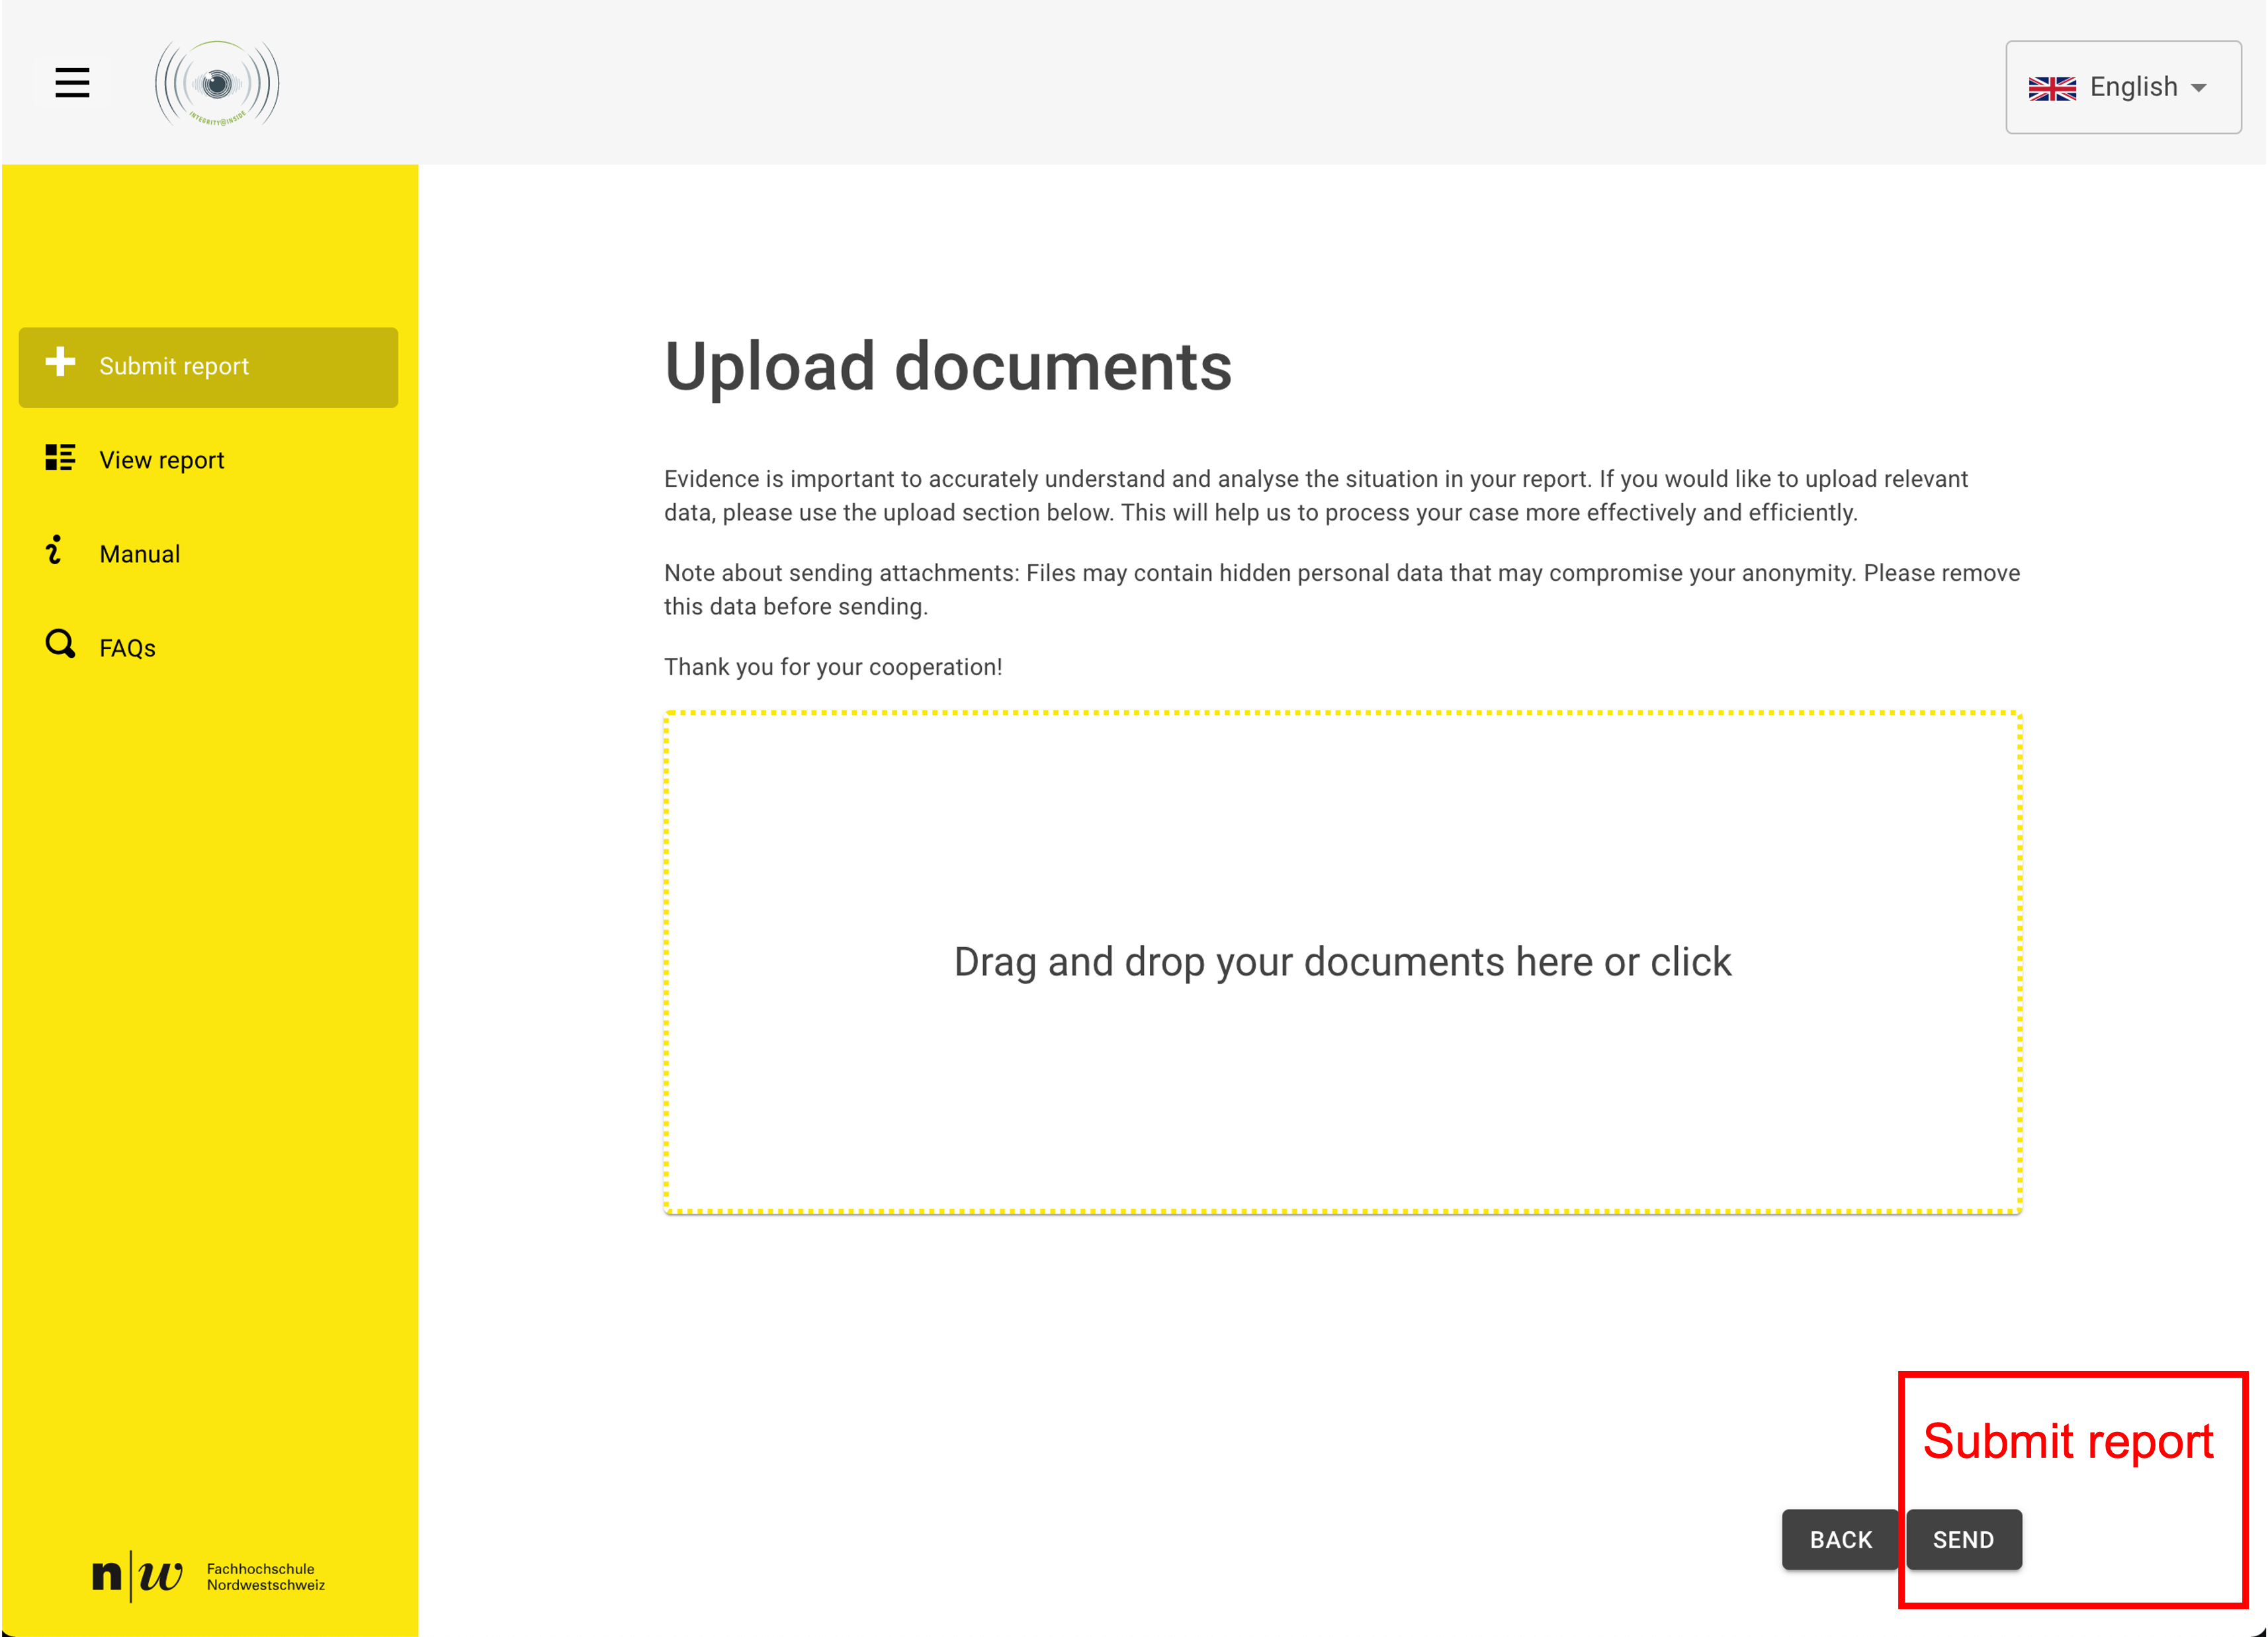 INTEGRITY@INSIDE
English
Submit report
View report
Manual
FAQs
Upload documents
Evidence is important to accurately understand and analyse the situation in your report. If you would like to upload relevant
data, please use the upload section below. This will help us to process your case more effectively and efficiently.
Note about sending attachments: Files may contain hidden personal data that may compromise your anonymity. Please remove
this data before sending.
Thank you for your cooperation!
Drag and drop your documents here or click
Submit report
BACK
SEND
n|w
Fachhochschule
Nordwestschweiz